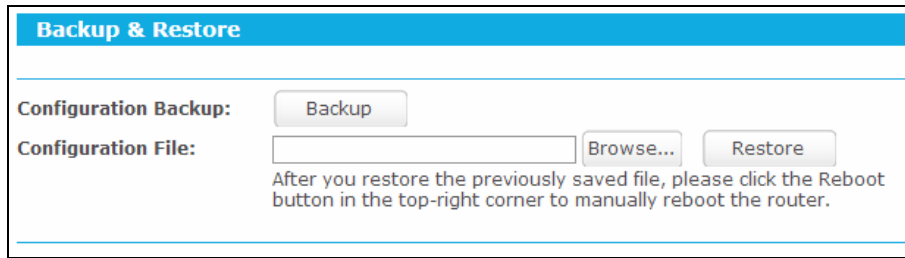 Backup & Restore
Configuration Backup: Backup
Configuration File: Browse... Restore
After you restore the previously saved file, please click the Reboot
button in the top-right corner to manually reboot the router.